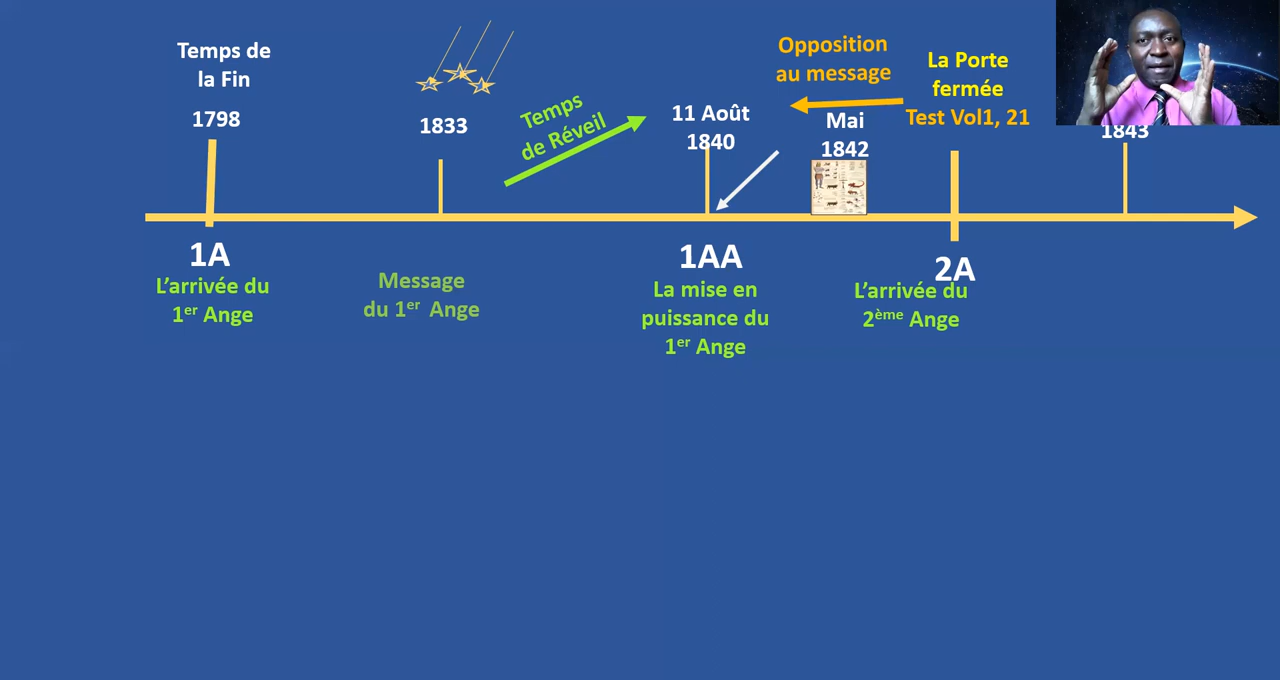 Temps de
la Fin
1798
1833
Temps
de Réveil
11 Août
1840
Opposition
au message
Mai
1842
La Porte
fermée
Test Vol1, 21
1843
1A
L’arrivée du
1er Ange
Message
du 1er Ange
1AA
La mise en
puissance du
1er Ange
2A
L’arrivée du
2ème Ange